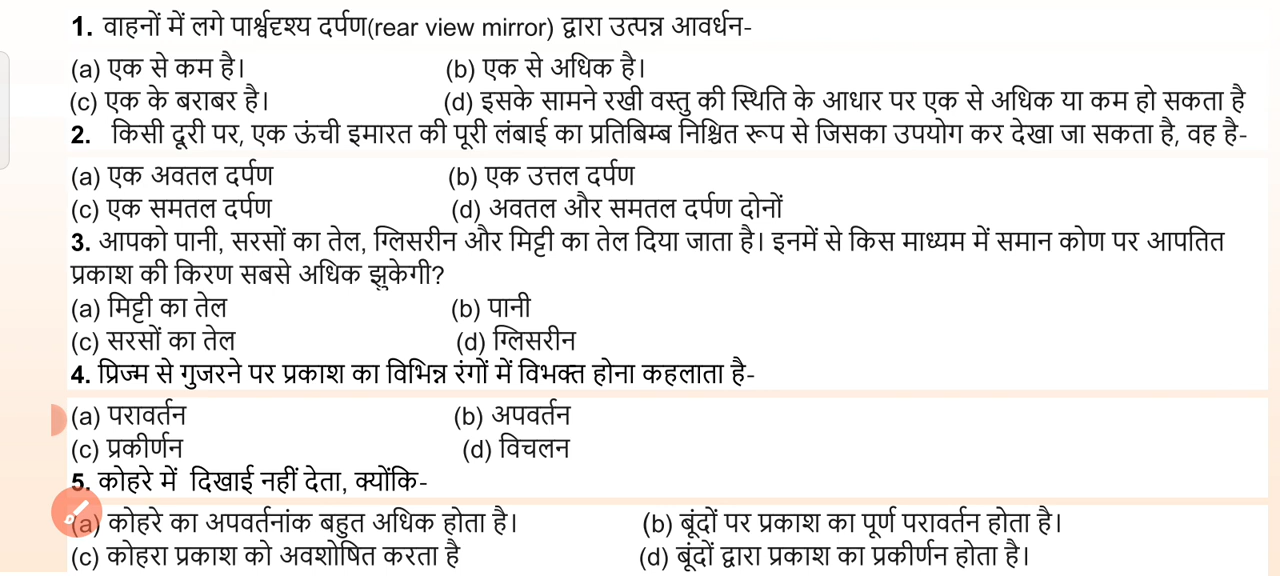 1. वाहनों में लगे पार्श्वदृश्य दर्पण(rear view mirror) द्वारा उत्पन्न आवर्धन-
(a) एक से कम है। (b) एक से अधिक है।
(c) एक के बराबर है। (d) इसके सामने रखी वस्तु की स्थिति के आधार पर एक से अधिक या कम हो सकता है
2. किसी दूरी पर, एक ऊंची इमारत की पूरी लंबाई का प्रतिबिम्ब निश्चित रूप से जिसका उपयोग कर देखा जा सकता है, वह है-
(a) एक अवतल दर्पण (b) एक उत्तल दर्पण
(c) एक समतल दर्पण (d) अवतल और समतल दर्पण दोनों
3. आपको पानी, सरसों का तेल, ग्लिसरीन और मिट्टी का तेल दिया जाता है। इनमें से किस माध्यम में समान कोण पर आपतित
प्रकाश की किरण सबसे अधिक झुकेगी?
(a) मिट्टी का तेल (b) पानी
(c) सरसों का तेल (d) ग्लिसरीन
4. प्रिज्म से गुजरने पर प्रकाश का विभिन्न रंगों में विभक्त होना कहलाता है-
(a) परावर्तन (b) अपवर्तन
(c) प्रकीर्णन (d) विचलन
5. कोहरे में दिखाई नहीं देता, क्योंकि-
(a) कोहरे का अपवर्तनांक बहुत अधिक होता है। (b) बूंदों पर प्रकाश का पूर्ण परावर्तन होता है।
(c) कोहरा प्रकाश को अवशोषित करता है (d) बूंदों द्वारा प्रकाश का प्रकीर्णन होता है।